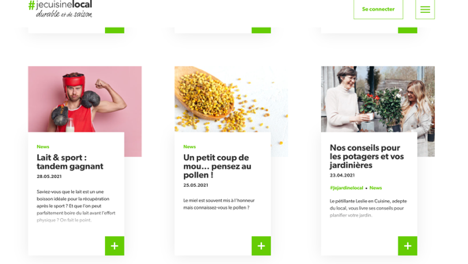 #jecuisinelocal
durable et de saison
Se connecter
News
Lait & sport :
tandem gagnant
28.05.2021
Saviez-vous que le lait est un une
boisson idéale pour la récupération
après le sport ? Et que l'on peut
parfaitement boire du lait avant l'effort
physique ? On fait le point.
News
Un petit coup de
mou... pensez au
pollen !
25.05.2021
Le miel est souvent mis à l'honneur
mais connaissez-vous le pollen !
Nos conseils pour
les potagers et vos
jardinières
23.04.2021
#jejardinelocal • News
Le pétillante Leslie en Cuisine, adepte
du local, vous livre ses conseils pour
planifier votre jardin.